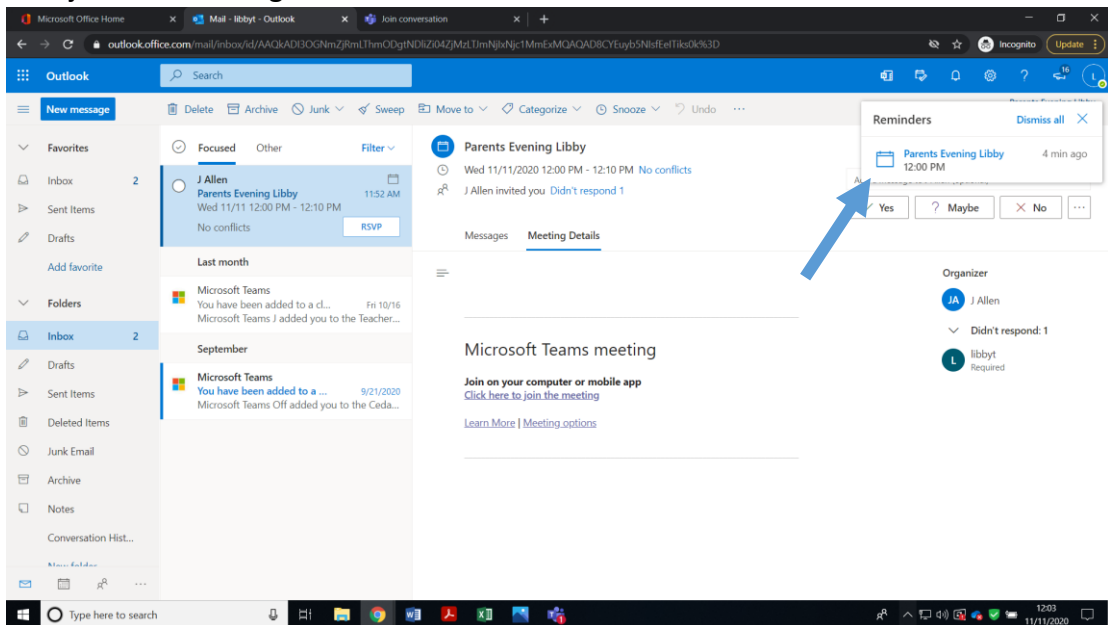 Microsoft Office Home
Mail - libbyt - Outlook
Join conversation
outlook.office.com/mail/inbox/id/AAQkADI3OGNmZjRmLThmODgtNDliZi04ZjMzLTJmNjIxNjc1MmExMQAQAD8CYEuyb5NIsfEeITiks0k%3D
Incognito
Update
Outlook
Search
16
L
New message
Delete
Archive
Junk
Sweep
Move to
Categorize
Snooze
Undo
Reminders
Dismiss all
Parents Evening Libby
4 min ago
12:00 PM
Yes
? Maybe
No
Favorites
Inbox 2
Sent Items
Drafts
Add favorite
Folders
Inbox 2
Drafts
Sent Items
Deleted Items
Junk Email
Archive
Notes
Conversation Hist...
Focused
Other
Filter
J Allen
Parents Evening Libby 11:52 AM
Wed 11/11 12:00 PM - 12:10 PM
No conflicts
RSVP
Last month
Microsoft Teams
You have been added to a cl... Fri 10/16
Microsoft Teams J added you to the Teacher...
September
Microsoft Teams
You have been added to a ... 9/21/2020
Microsoft Teams Off added you to the Ceda...
Parents Evening Libby
Wed 11/11/2020 12:00 PM - 12:10 PM No conflicts
J Allen invited you Didn't respond 1
Messages
Meeting Details
Microsoft Teams meeting
Join on your computer or mobile app
Click here to join the meeting
Learn More | Meeting options
Organizer
JA J Allen
Didn't respond: 1
L libbyt
Required
Type here to search
12:03
11/11/2020